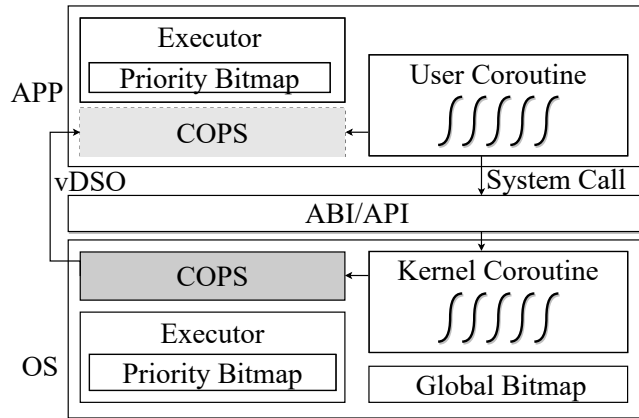 APP
Executor
Priority Bitmap
COPS
User Coroutine
vDSO
System Call
ABI/API
COPS
Kernel Coroutine
Executor
Priority Bitmap
OS
Global Bitmap